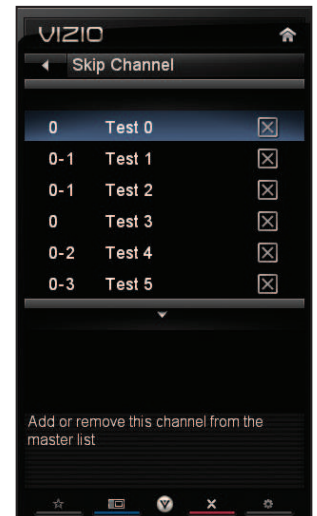 VIZIO
Skip Channel
0 Test 0
0-1 Test 1
0-1 Test 2
0 Test 3
0-2 Test 4
0-3 Test 5
Add or remove this channel from the
master list
V